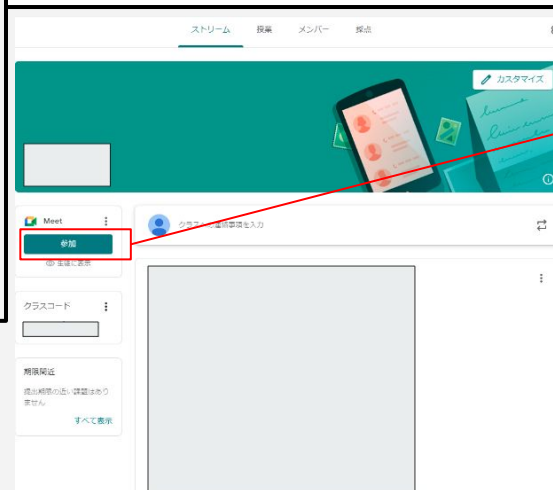 ストリーム 授業 メンバー 採点
カスタマイズ
Meet
参加
生徒に表示
クラスへの連絡事項を入力
クラスコード
期限間近
提出期限の近い課題はあり
ません
すべて表示